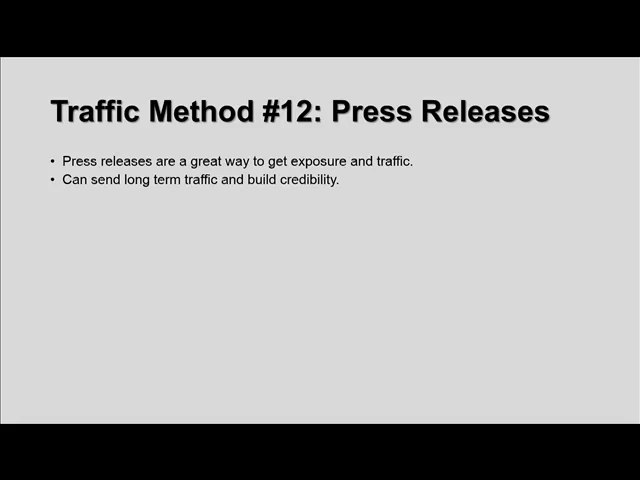 Traffic Method #12: Press Releases
• Press releases are a great way to get exposure and traffic.
• Can send long term traffic and build credibility.